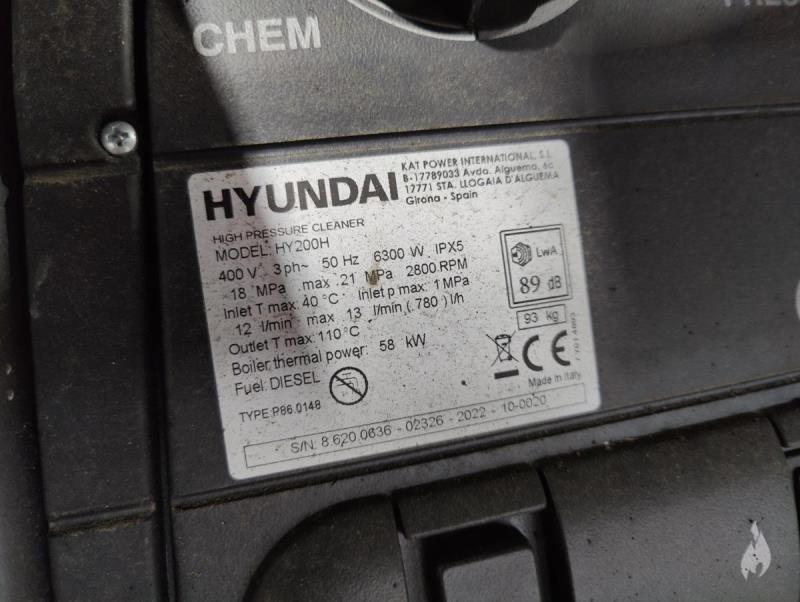 CHEM
HYUNDAI
KAT POWER INTERNATIONAL, S.L
B-17789033 Avda. Alguema, 6c
17771 STA. LLOGAIA D'ALGUEMA
Girona - Spain
HIGH PRESSURE CLEANER
MODEL: HY200H
400 V 3 ph~ 50 Hz 6300 W IPX5
18 MPa max 21 MPa 2800 RPM
Inlet T max: 40 °C Inlet p max: 1 MPa
12 l/min max 13 l/min (780) l/h
Outlet T max: 110 °C
Boiler thermal power: 58 kW
Fuel: DIESEL
TYPE P86.0148
LwA
89 dB
93 kg
CE
Made in Italy
S/N: 8.620.0636 - 02326 - 2022 - 10-0020